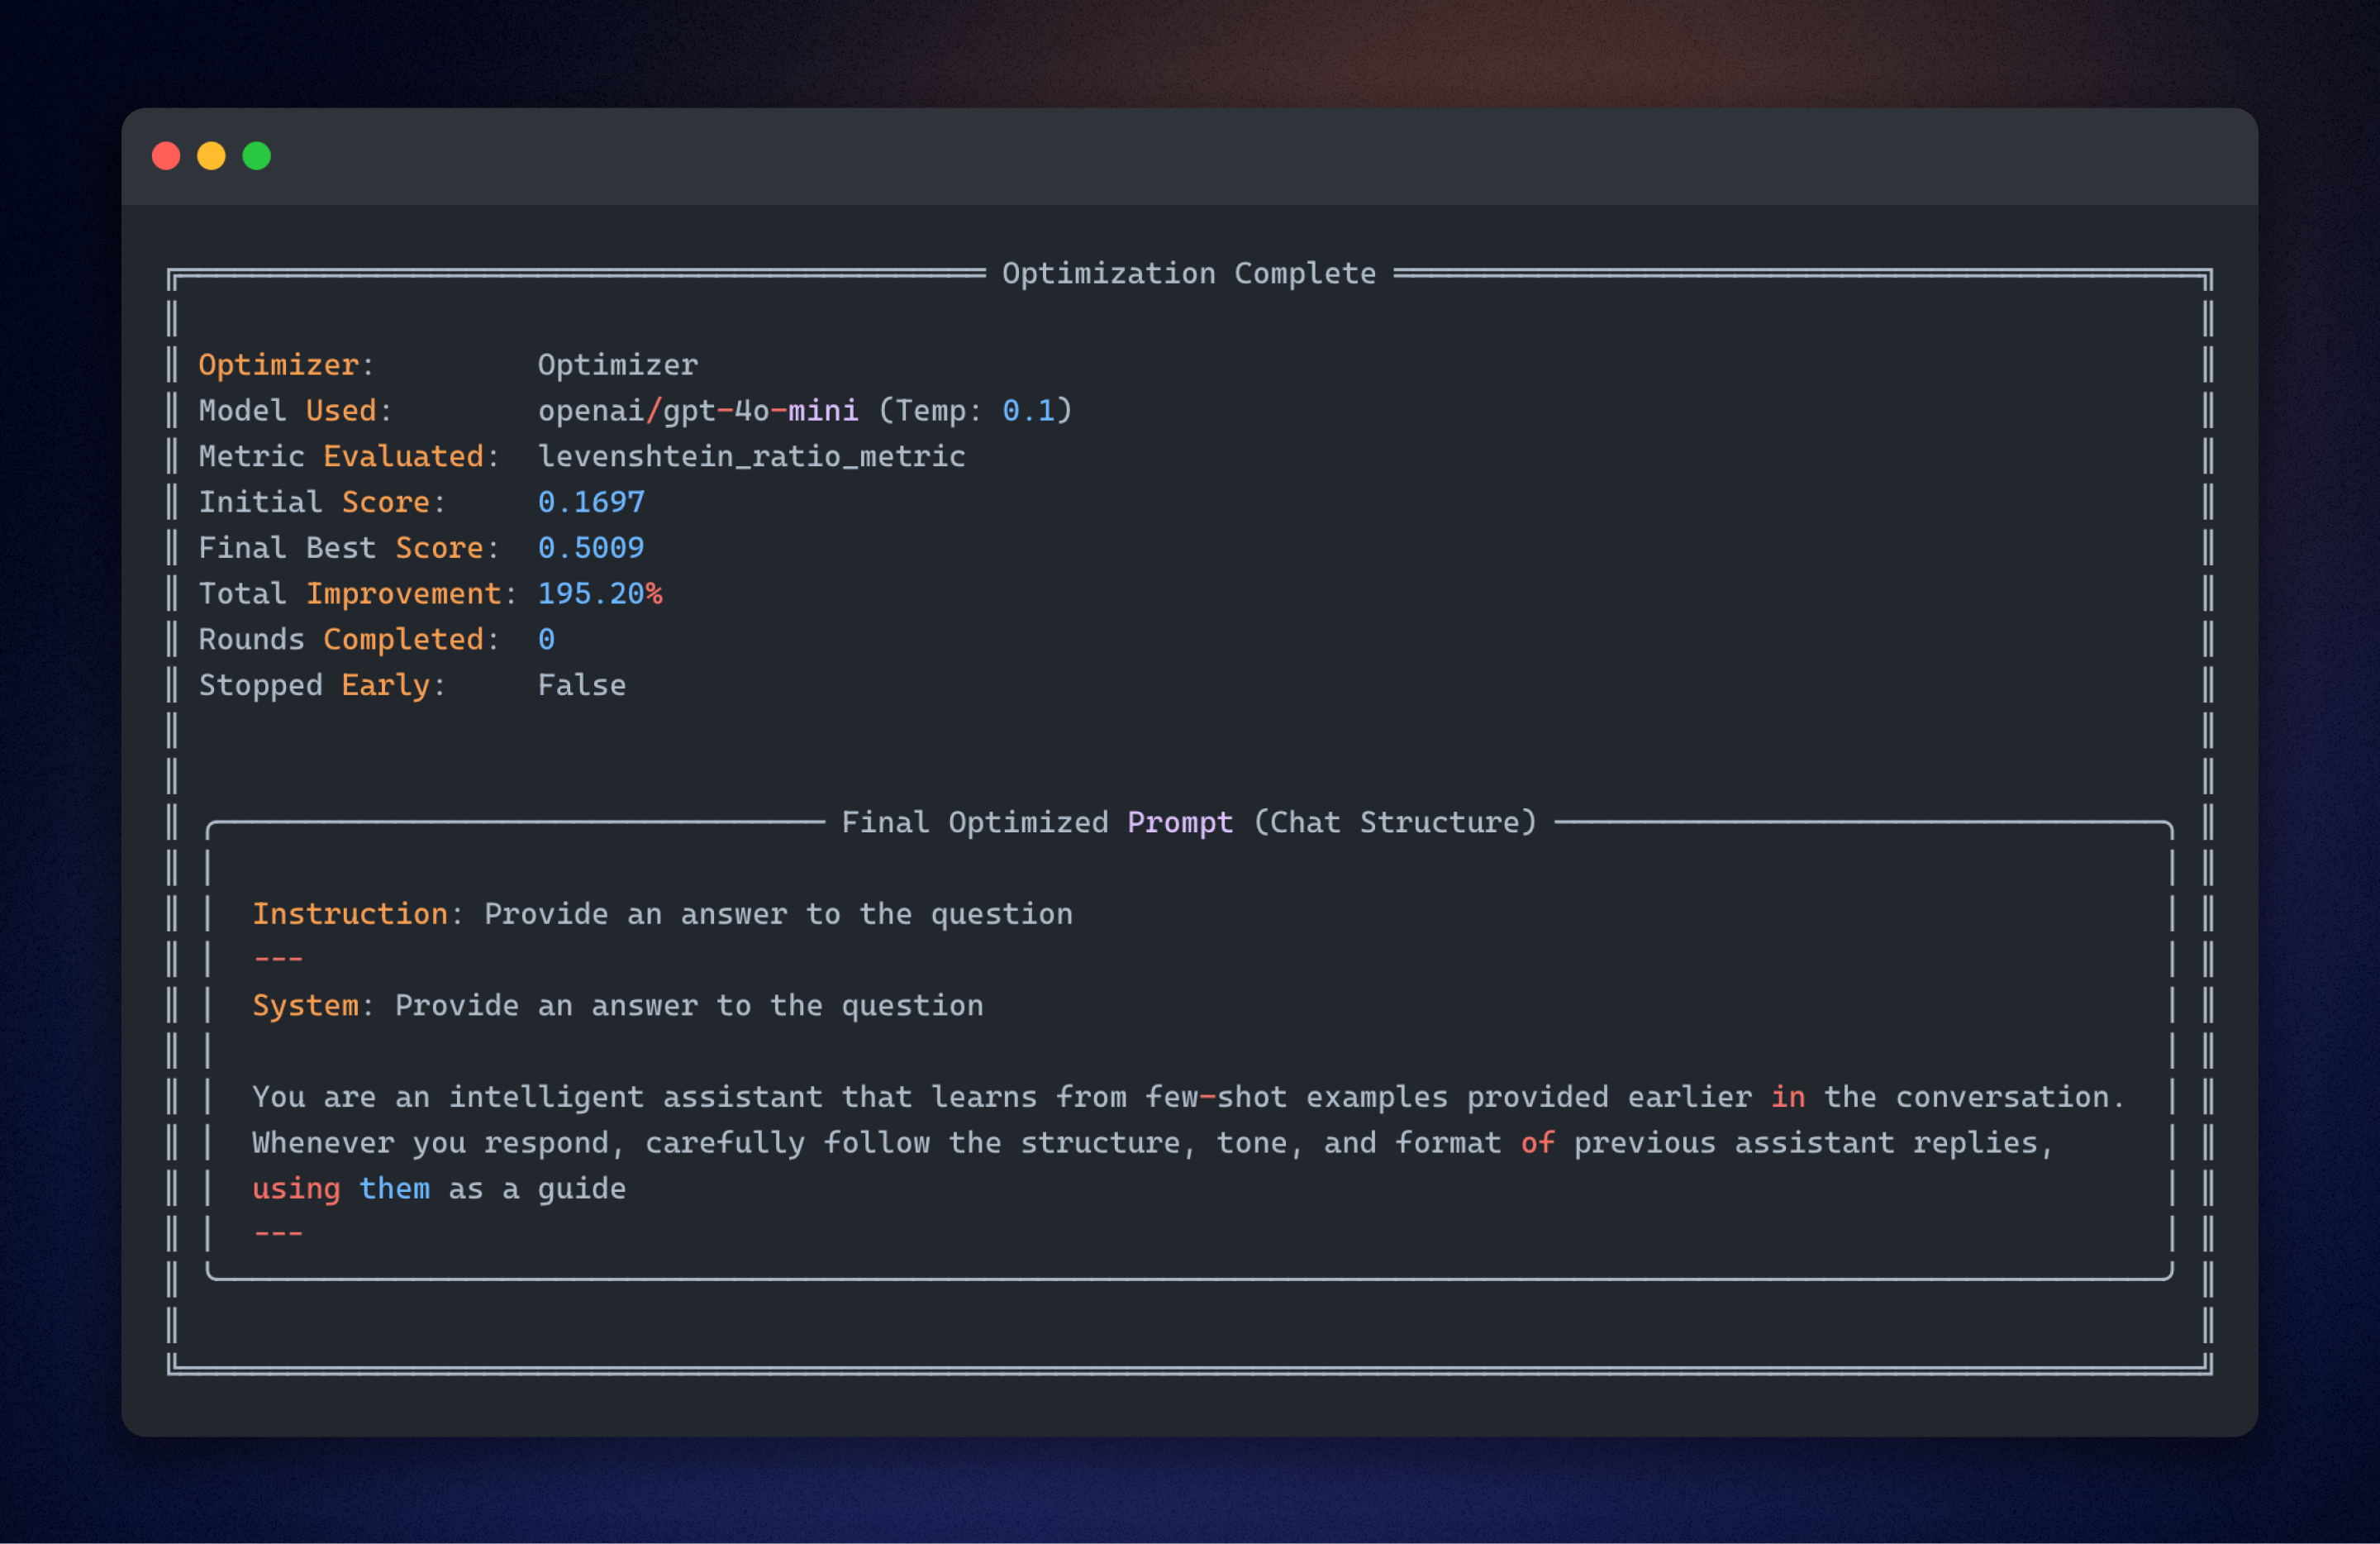 Optimization Complete
Optimizer: Optimizer
Model Used: openai/gpt-4o-mini (Temp: 0.1)
Metric Evaluated: levenshtein_ratio_metric
Initial Score: 0.1697
Final Best Score: 0.5009
Total Improvement: 195.20%
Rounds Completed: 0
Stopped Early: False
Final Optimized Prompt (Chat Structure)
Instruction: Provide an answer to the question
---
System: Provide an answer to the question
You are an intelligent assistant that learns from few-shot examples provided earlier in the conversation.
Whenever you respond, carefully follow the structure, tone, and format of previous assistant replies,
using them as a guide
---